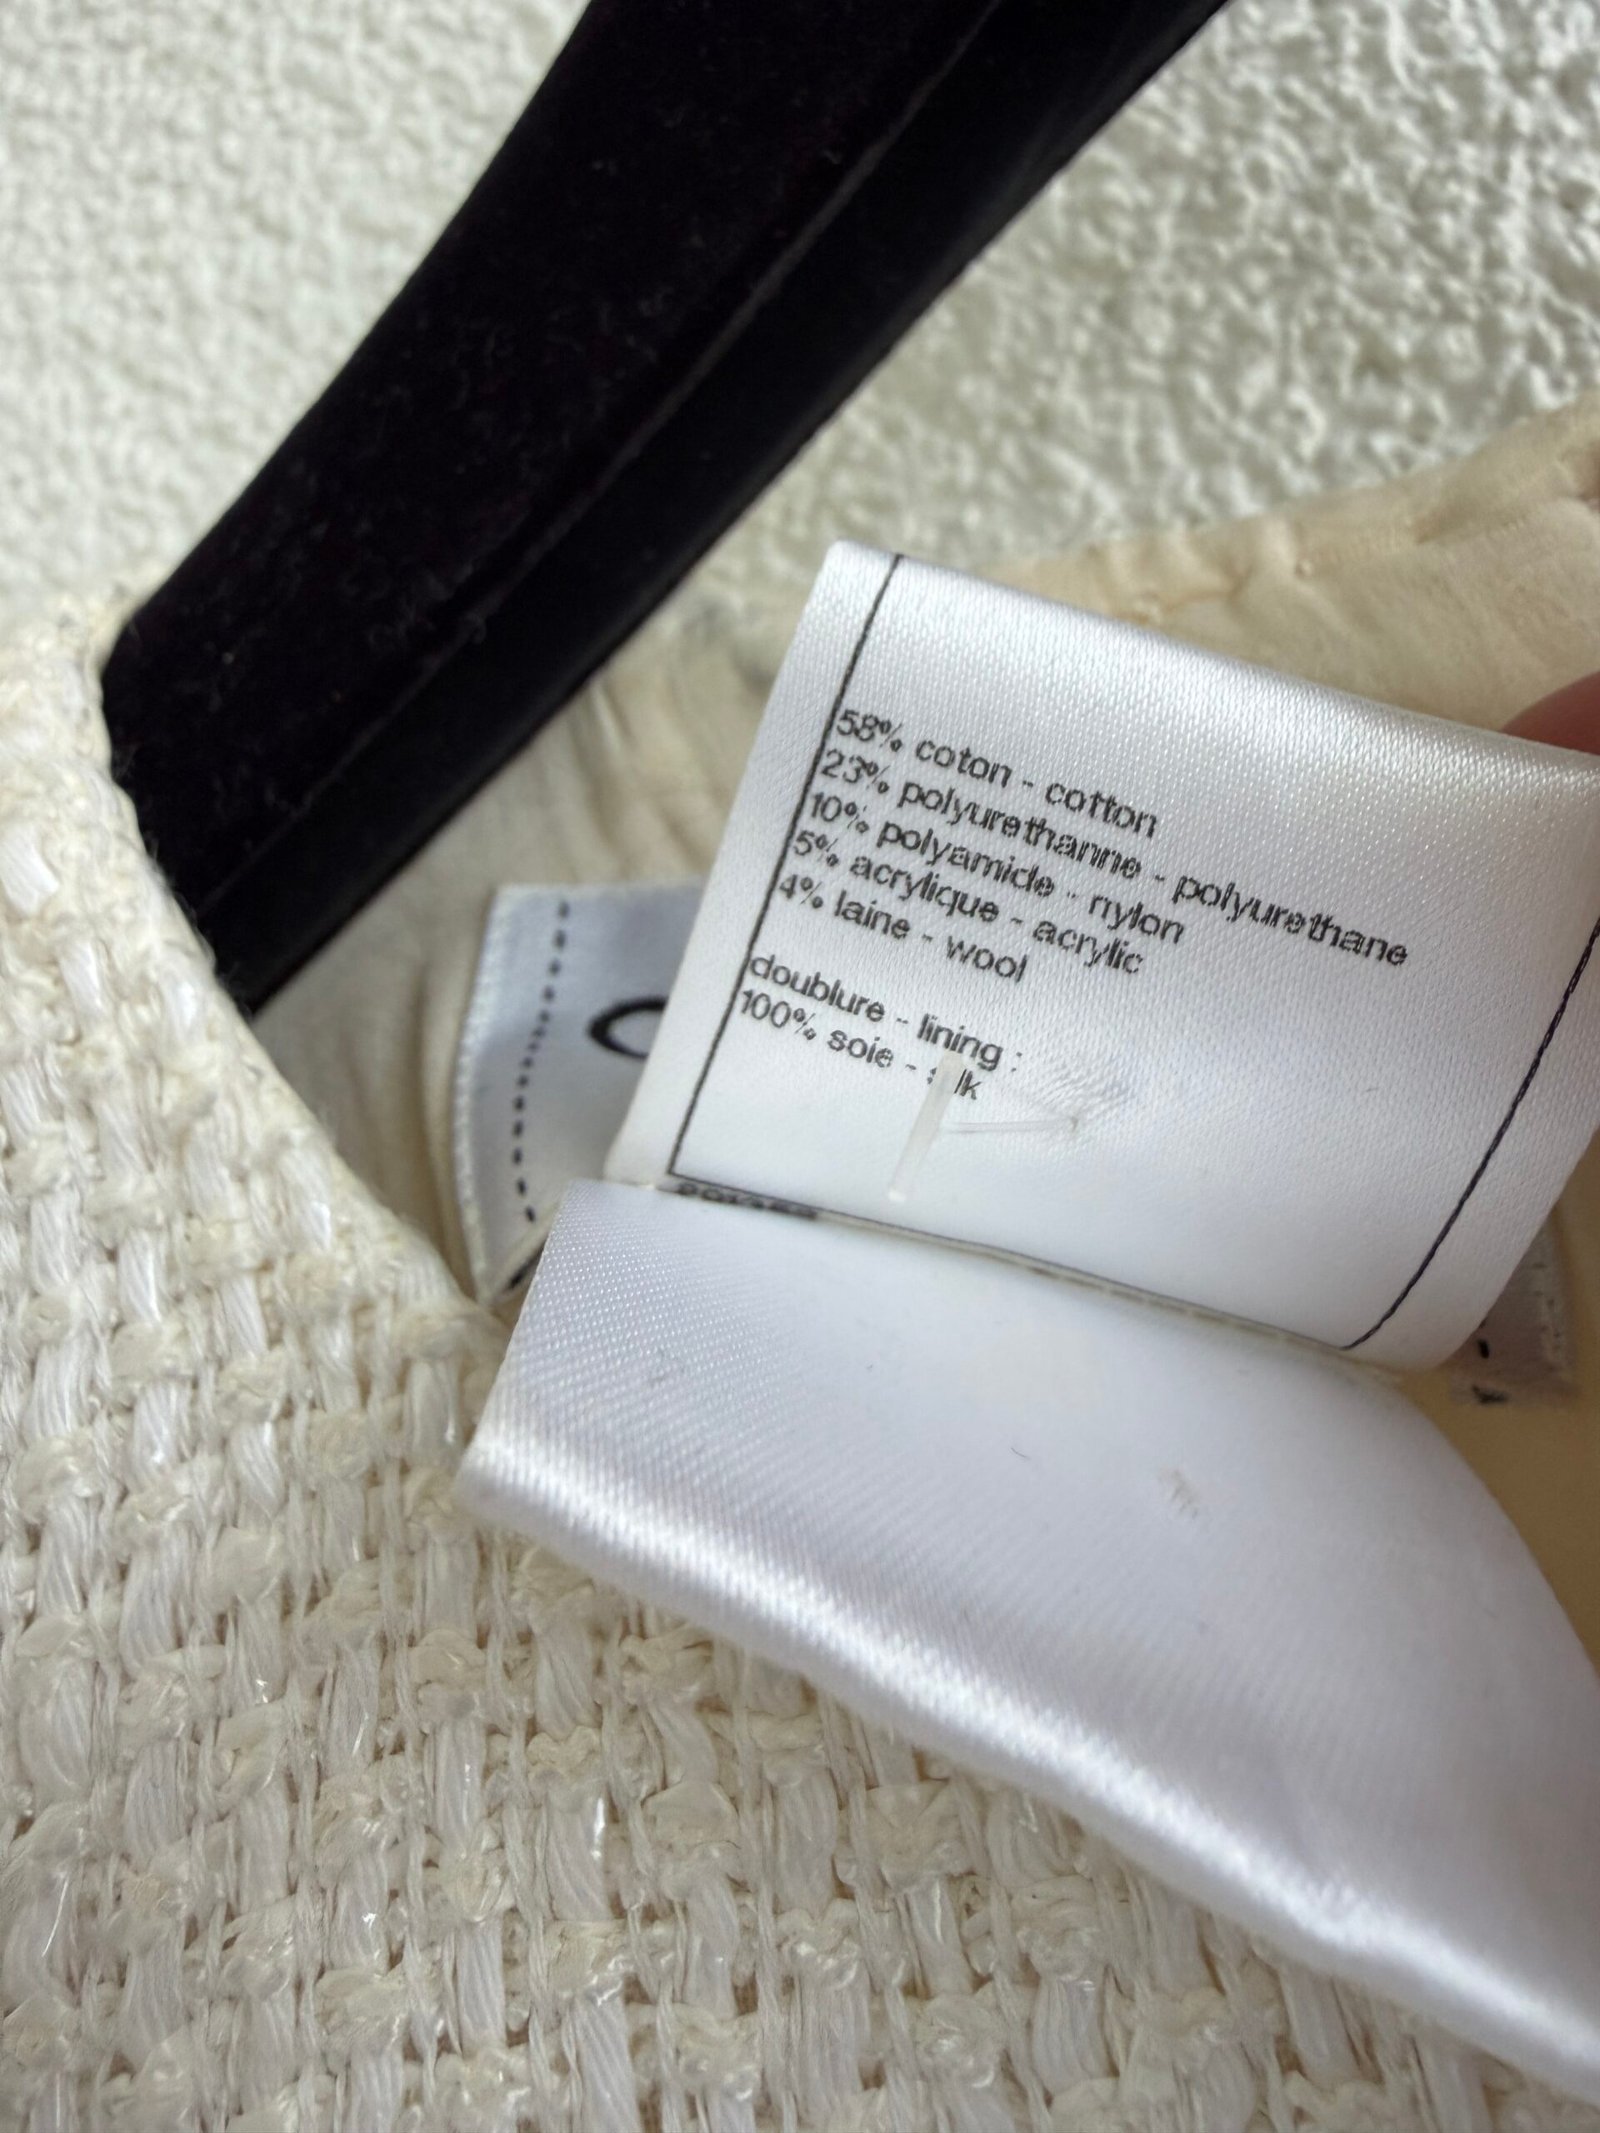 58% coton - cotton
23% polyurethanne - polyurethane
10% polyamide - nylon
5% acrylique - acrylic
4% laine - wool
doublure - lining :
100% soie - silk
C